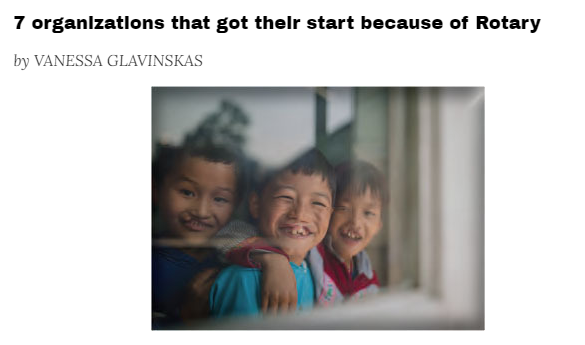 7 organizations that got their start because of Rotary
by VANESSA GLAVINSKAS